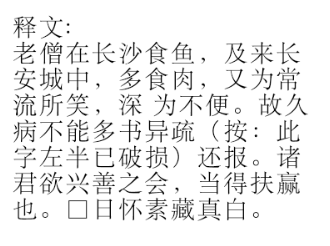 释文:
老僧在长沙食鱼，及来长
安城中，多食肉，又为常
流所笑，深 为不便。故久
病不能多书异疏（按：此
字左半已破损）还报。诸
君欲兴善之会，当得扶羸
也。□日怀素藏真白。